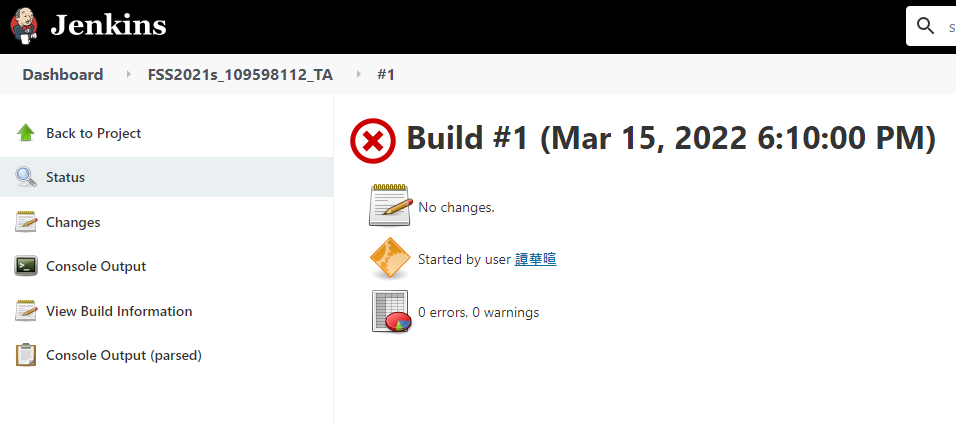 Jenkins
s
Dashboard FSS2021s_109598112_TA #1
Back to Project
Status
Changes
Console Output
View Build Information
Console Output (parsed)
Build #1 (Mar 15, 2022 6:10:00 PM)
No changes.
Started by user 譚華暄
0 errors, 0 warnings